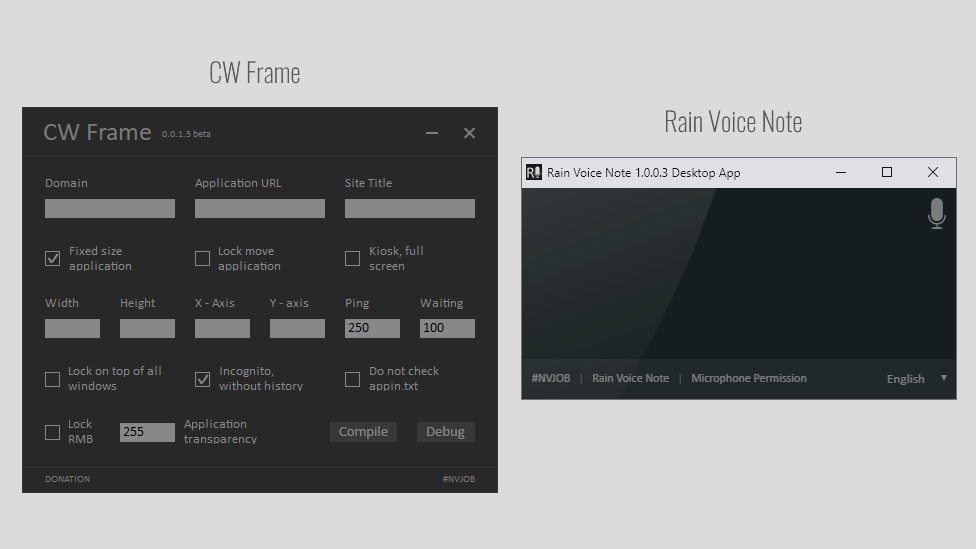 CW Frame
CW Frame 0.0.1.5 beta
Domain
Application URL
Site Title
Fixed size
application
Lock move
application
Kiosk, full
screen
Width
Height
X - Axis
Y - axis
Ping
Waiting
250
100
Lock on top of all
windows
Incognito,
without history
Do not check
appin.txt
Lock
RMB
255
Application
transparency
Compile
Debug
DONATION
#NVJOB
Rain Voice Note
R
Rain Voice Note 1.0.0.3 Desktop App
#NVJOB | Rain Voice Note | Microphone Permission
English